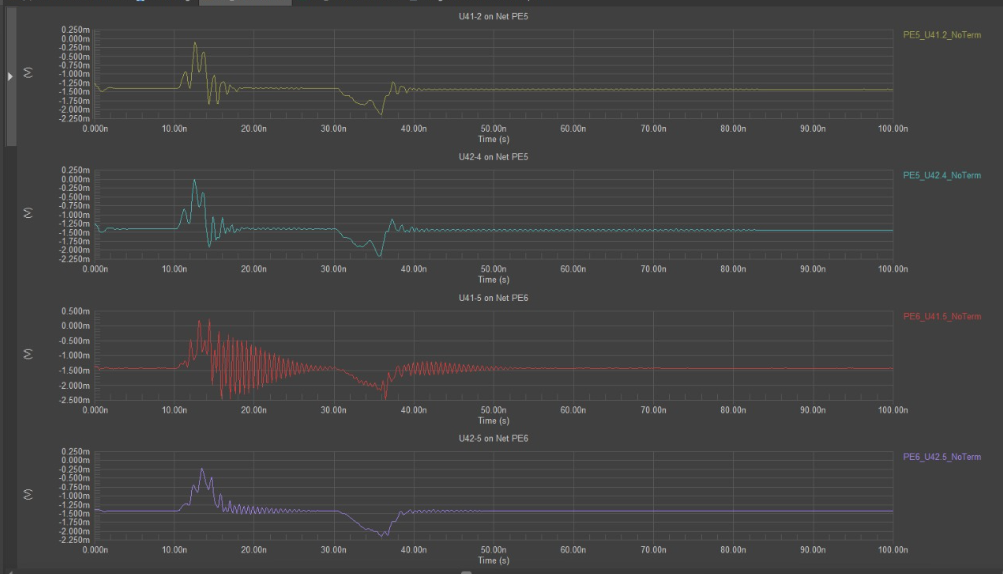 U41-2 on Net PE5
PE5_U41.2_NoTerm
0.250m
0.000m
-0.250m
-0.500m
-0.750m
-1.000m
-1.250m
-1.500m
-1.750m
-2.000m
-2.250m
(V)
0.000n 10.00n 20.00n 30.00n 40.00n 50.00n 60.00n 70.00n 80.00n 90.00n 100.00n
Time (s)
U42-4 on Net PE5
PE5_U42.4_NoTerm
0.250m
0.000m
-0.250m
-0.500m
-0.750m
-1.000m
-1.250m
-1.500m
-1.750m
-2.000m
-2.250m
(V)
0.000n 10.00n 20.00n 30.00n 40.00n 50.00n 60.00n 70.00n 80.00n 90.00n 100.00n
Time (s)
U41-5 on Net PE6
PE6_U41.5_NoTerm
0.500m
0.000m
-0.500m
-1.000m
-1.500m
-2.000m
-2.500m
(V)
0.000n 10.00n 20.00n 30.00n 40.00n 50.00n 60.00n 70.00n 80.00n 90.00n 100.00n
Time (s)
U42-5 on Net PE6
PE6_U42.5_NoTerm
0.250m
0.000m
-0.250m
-0.500m
-0.750m
-1.000m
-1.250m
-1.500m
-1.750m
-2.000m
-2.250m
(V)
0.000n 10.00n 20.00n 30.00n 40.00n 50.00n 60.00n 70.00n 80.00n 90.00n 100.00n
Time (s)